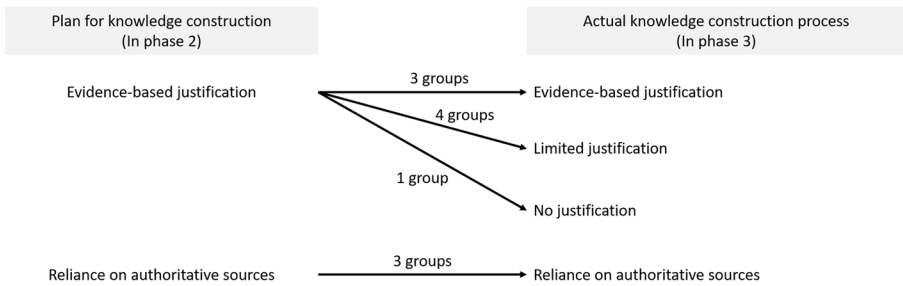 Plan for knowledge construction
(In phase 2)
Actual knowledge construction process
(In phase 3)
Evidence-based justification
3 groups
Evidence-based justification
4 groups
Limited justification
1 group
No justification
Reliance on authoritative sources
3 groups
Reliance on authoritative sources